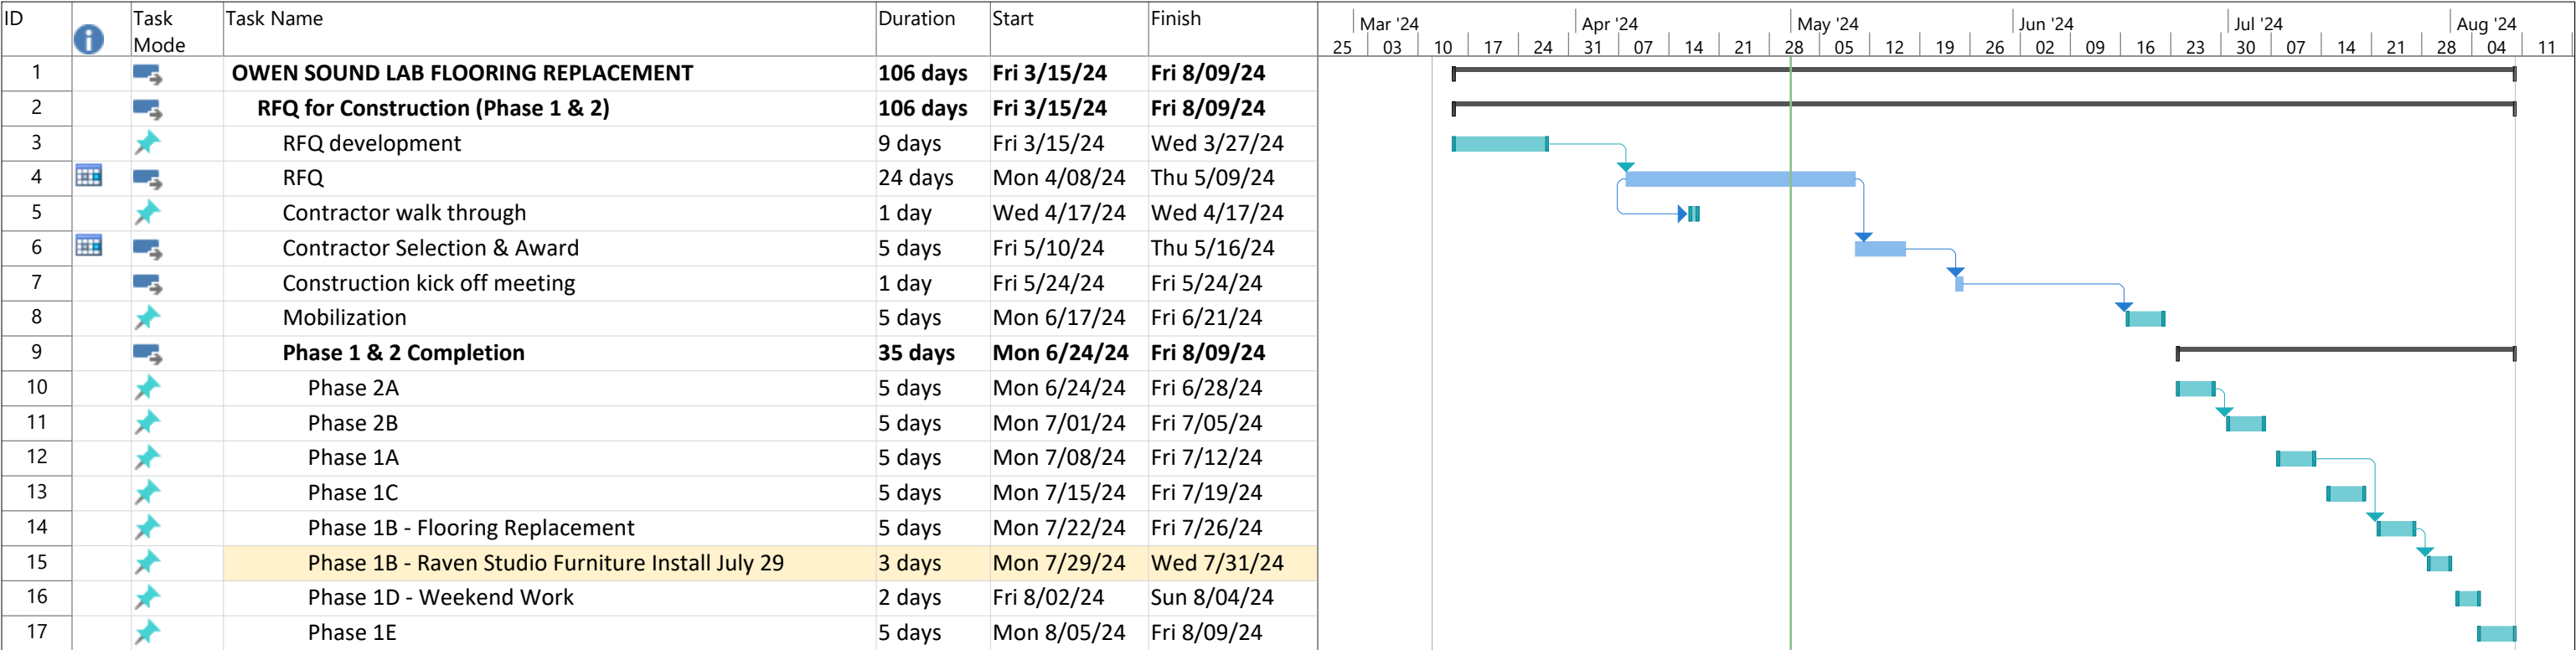 ID Task Mode Task Name Duration Start Finish
Mar '24 Apr '24 May '24 Jun '24 Jul '24 Aug '24
25 03 10 17 24 31 07 14 21 28 05 12 19 26 02 09 16 23 30 07 14 21 28 04 11
1 OWEN SOUND LAB FLOORING REPLACEMENT 106 days Fri 3/15/24 Fri 8/09/24
2 RFQ for Construction (Phase 1 & 2) 106 days Fri 3/15/24 Fri 8/09/24
3 RFQ development 9 days Fri 3/15/24 Wed 3/27/24
4 RFQ 24 days Mon 4/08/24 Thu 5/09/24
5 Contractor walk through 1 day Wed 4/17/24 Wed 4/17/24
6 Contractor Selection & Award 5 days Fri 5/10/24 Thu 5/16/24
7 Construction kick off meeting 1 day Fri 5/24/24 Fri 5/24/24
8 Mobilization 5 days Mon 6/17/24 Fri 6/21/24
9 Phase 1 & 2 Completion 35 days Mon 6/24/24 Fri 8/09/24
10 Phase 2A 5 days Mon 6/24/24 Fri 6/28/24
11 Phase 2B 5 days Mon 7/01/24 Fri 7/05/24
12 Phase 1A 5 days Mon 7/08/24 Fri 7/12/24
13 Phase 1C 5 days Mon 7/15/24 Fri 7/19/24
14 Phase 1B - Flooring Replacement 5 days Mon 7/22/24 Fri 7/26/24
15 Phase 1B - Raven Studio Furniture Install July 29 3 days Mon 7/29/24 Wed 7/31/24
16 Phase 1D - Weekend Work 2 days Fri 8/02/24 Sun 8/04/24
17 Phase 1E 5 days Mon 8/05/24 Fri 8/09/24